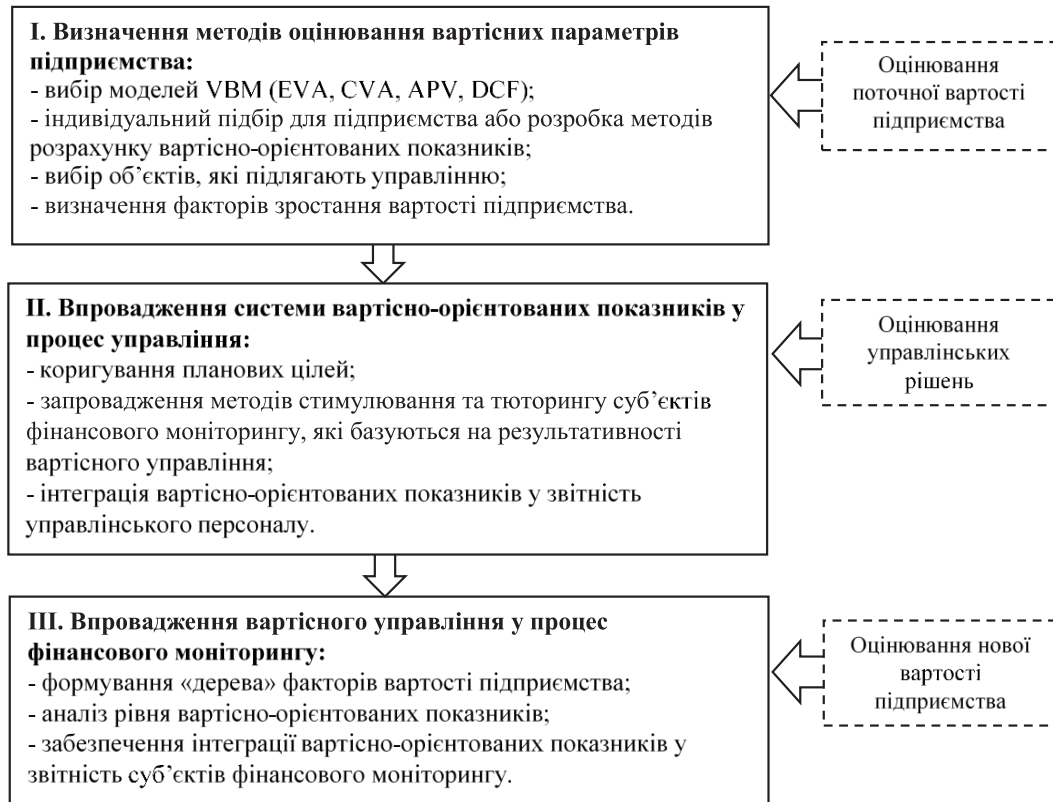 I. Визначення методів оцінювання вартісних параметрів
підприємства:
- вибір моделей VBM (EVA, CVA, APV, DCF);
- індивідуальний підбір для підприємства або розробка методів
розрахунку вартісно-орієнтованих показників;
- вибір об’єктів, які підлягають управлінню;
- визначення факторів зростання вартості підприємства.
Оцінювання
поточної вартості
підприємства
II. Впровадження системи вартісно-орієнтованих показників у
процес управління:
- коригування планових цілей;
- запровадження методів стимулювання та тюторингу суб’єктів
фінансового моніторингу, які базуються на результативності
вартісного управління;
- інтеграція вартісно-орієнтованих показників у звітність
управлінського персоналу.
Оцінювання
управлінських
рішень
III. Впровадження вартісного управління у процес
фінансового моніторингу:
- формування «дерева» факторів вартості підприємства;
- аналіз рівня вартісно-орієнтованих показників;
- забезпечення інтеграції вартісно-орієнтованих показників у
звітність суб’єктів фінансового моніторингу.
Оцінювання нової
вартості
підприємства